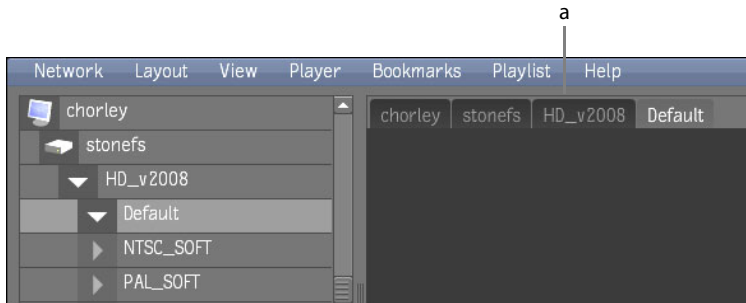 a
Network Layout View Player Bookmarks Playlist Help
chorley
stonefs
HD_v2008
Default
NTSC_SOFT
PAL_SOFT
chorley stonefs HD_v2008 Default